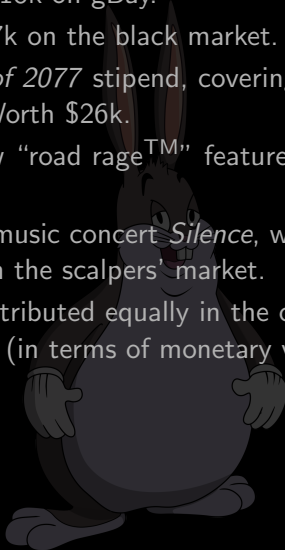 k on gBay.
7k on the black market.
of 2077 stipend, covering
Worth $26k.
w “road rage™” feature
music concert Silence, w
n the scalpers' market.
tributed equally in the c
(in terms of monetary v